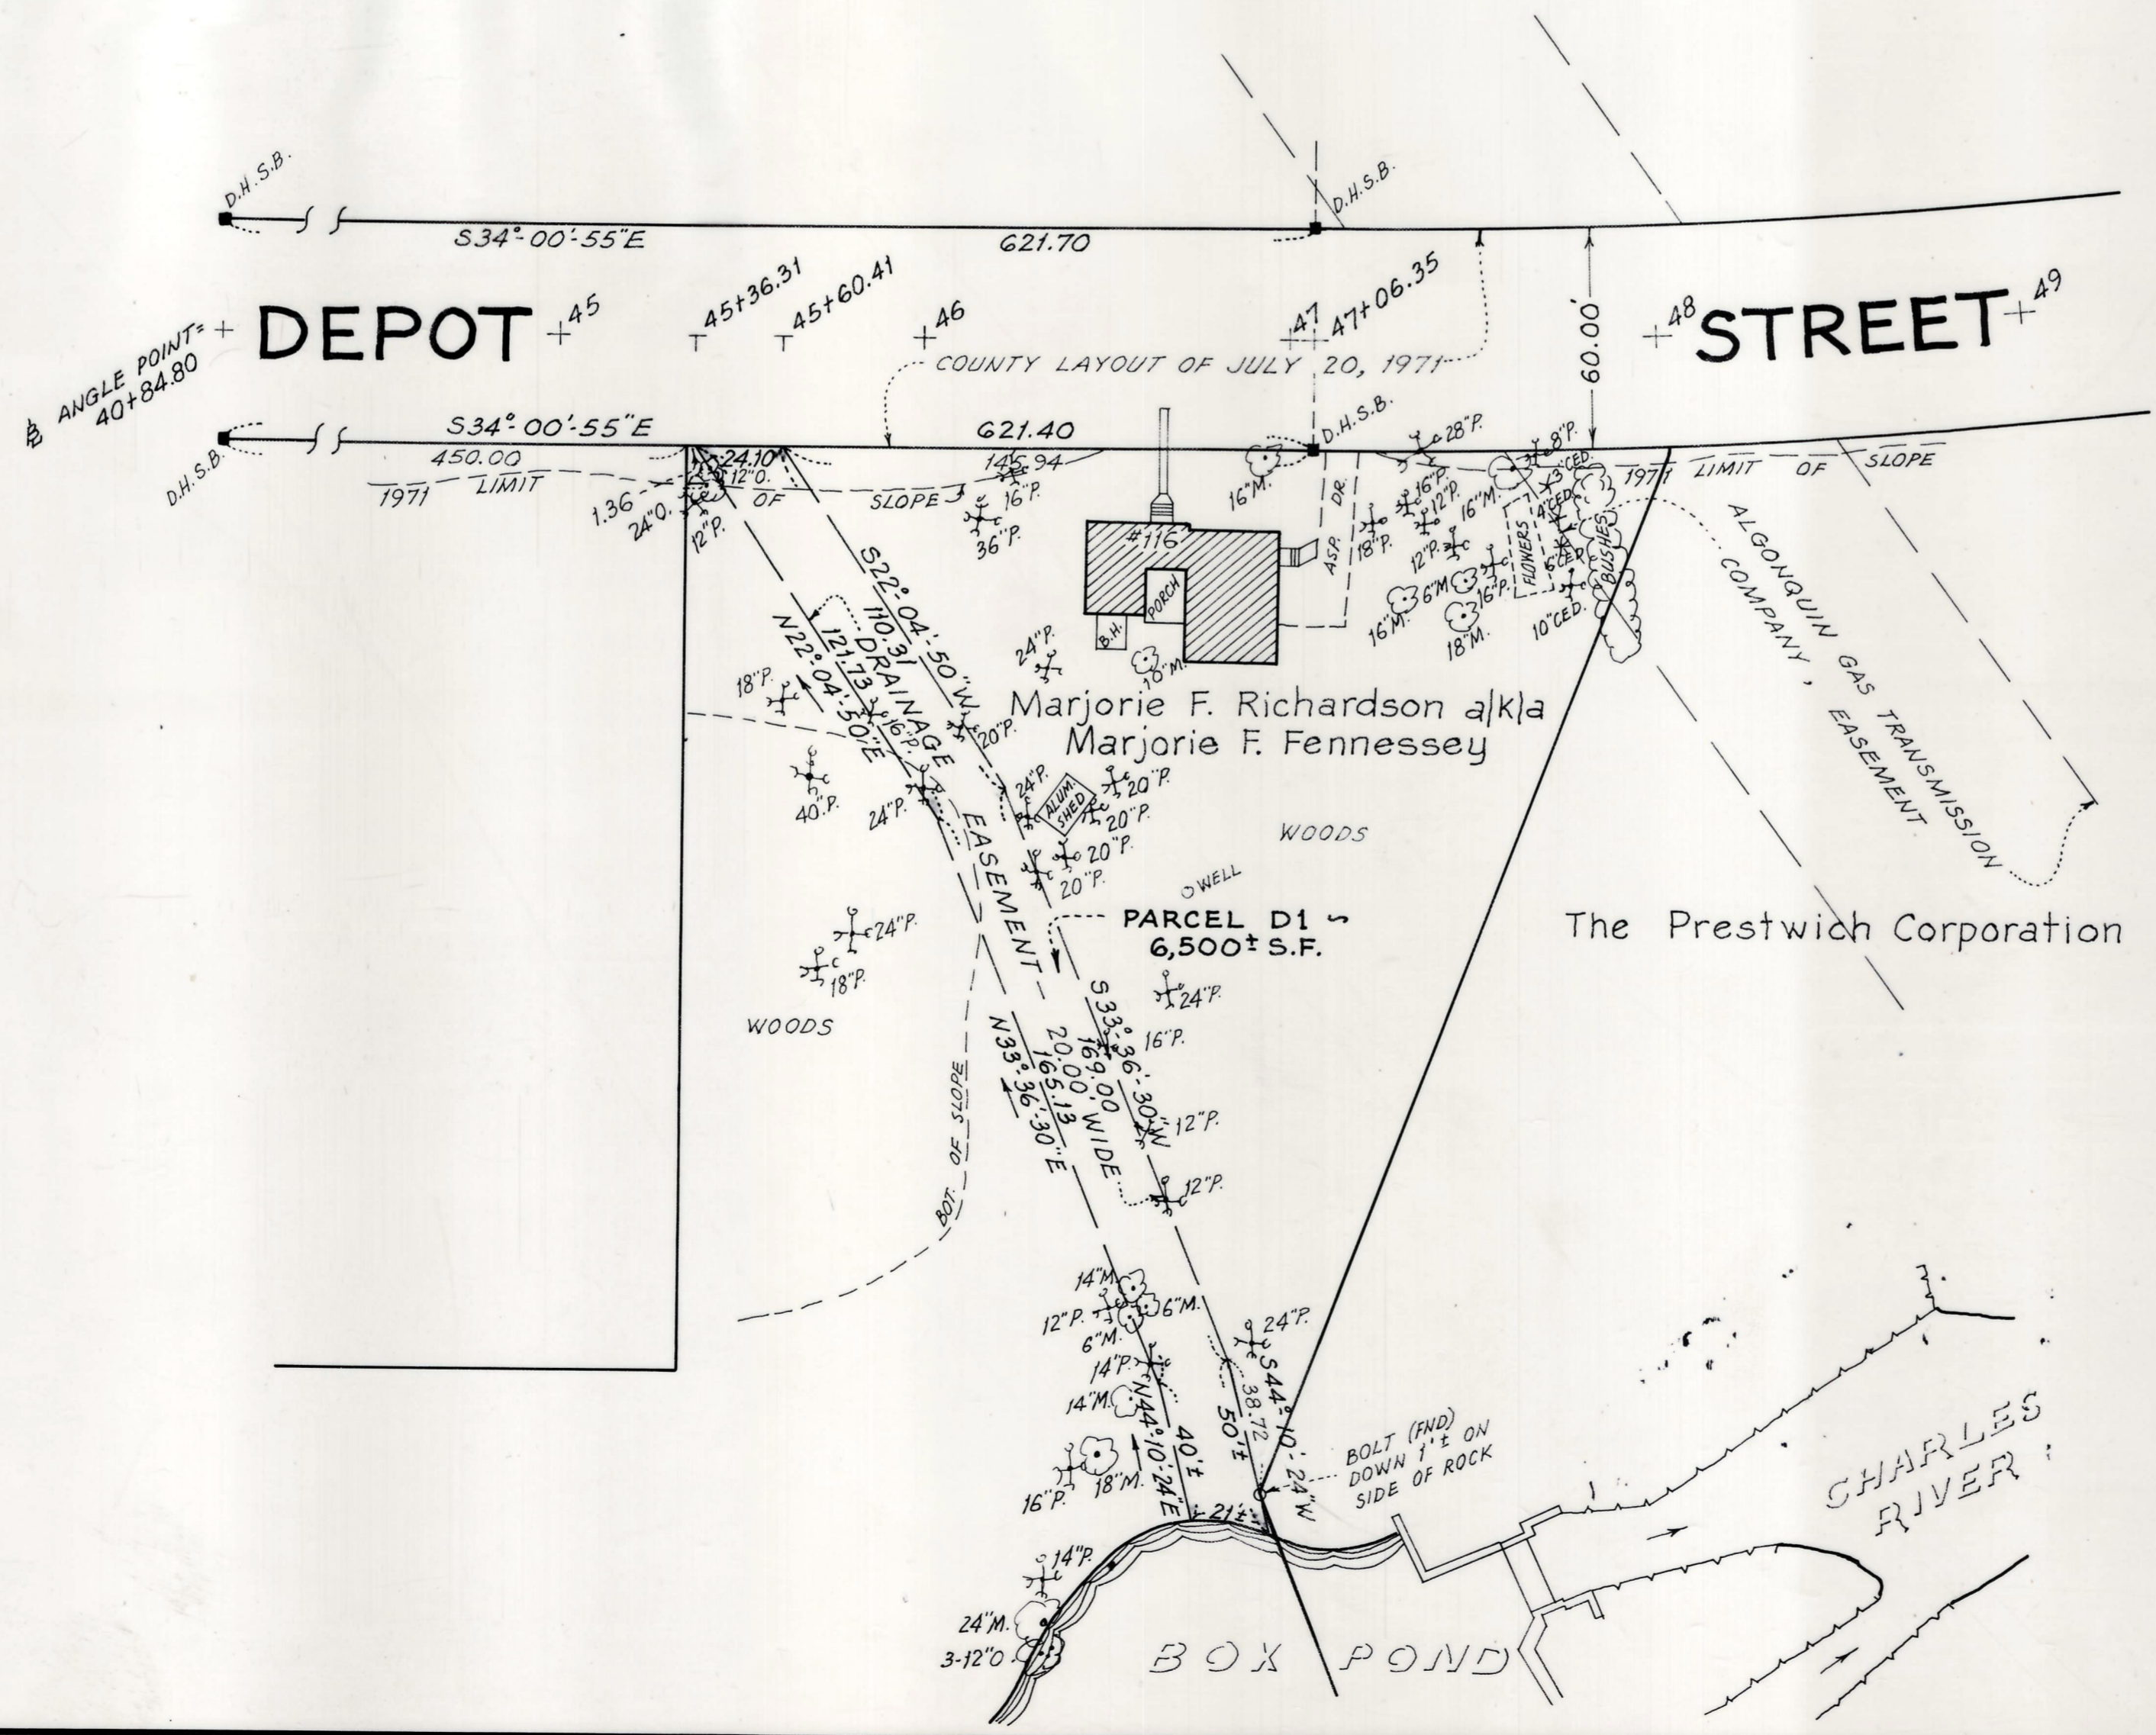 D.H.S.B.
D.H.S.B.
S34°-00'-55"E
621.70
℄ ANGLE POINT=
40+84.80
DEPOT
45
45+36.31
45+60.41
46
47
47+06.35
48
STREET
49
60.00'
COUNTY LAYOUT OF JULY 20, 1971
D.H.S.B.
S34°-00'-55"E
621.40
D.H.S.B.
450.00
24.10
145.94
1971 LIMIT OF SLOPE
1971 LIMIT OF SLOPE
1.36
24"O.
12"O.
12"P.
16"P.
36"P.
#116
PORCH
B.H.
16"M.
ASP. DR.
28"P.
8"P.
3"CED.
16"P.
12"P.
16"M.
4"CED.
18"P.
12"P.
FLOWERS
6"CED.
BUSHES
6"M.
16"P.
16"M.
18"M.
10"CED.
24"P.
18"M.
ALGONQUIN GAS TRANSMISSION
COMPANY, EASEMENT
S22°-04'-50"W
110.31
DRAINAGE EASEMENT
121.73
N22°-04'-50"E
18"P.
16"P.
20"P.
Marjorie F. Richardson a/k/a
Marjorie F. Fennessey
40"P.
24"P.
24"P.
ALUM.
SHED
20"P.
20"P.
20"P.
20"P.
WOODS
WELL
PARCEL D1 ~
6,500± S.F.
The Prestwich Corporation
24"P.
18"P.
WOODS
24"P.
S33°-36'-30"W
169.00
20.00' WIDE
165.13
N33°-36'-30"E
16"P.
12"P.
12"P.
BOT. OF SLOPE
14"M.
12"P.
6"M.
6"M.
24"P.
14"P.
14"M.
N44°-10'-24"E
40'±
50'±
38.72
S44°-10'-24"W
16"P.
18"M.
21'±
BOLT (FND)
DOWN 1'± ON
SIDE OF ROCK
CHARLES
RIVER
14"P.
24"M.
3-12"O.
BOX POND